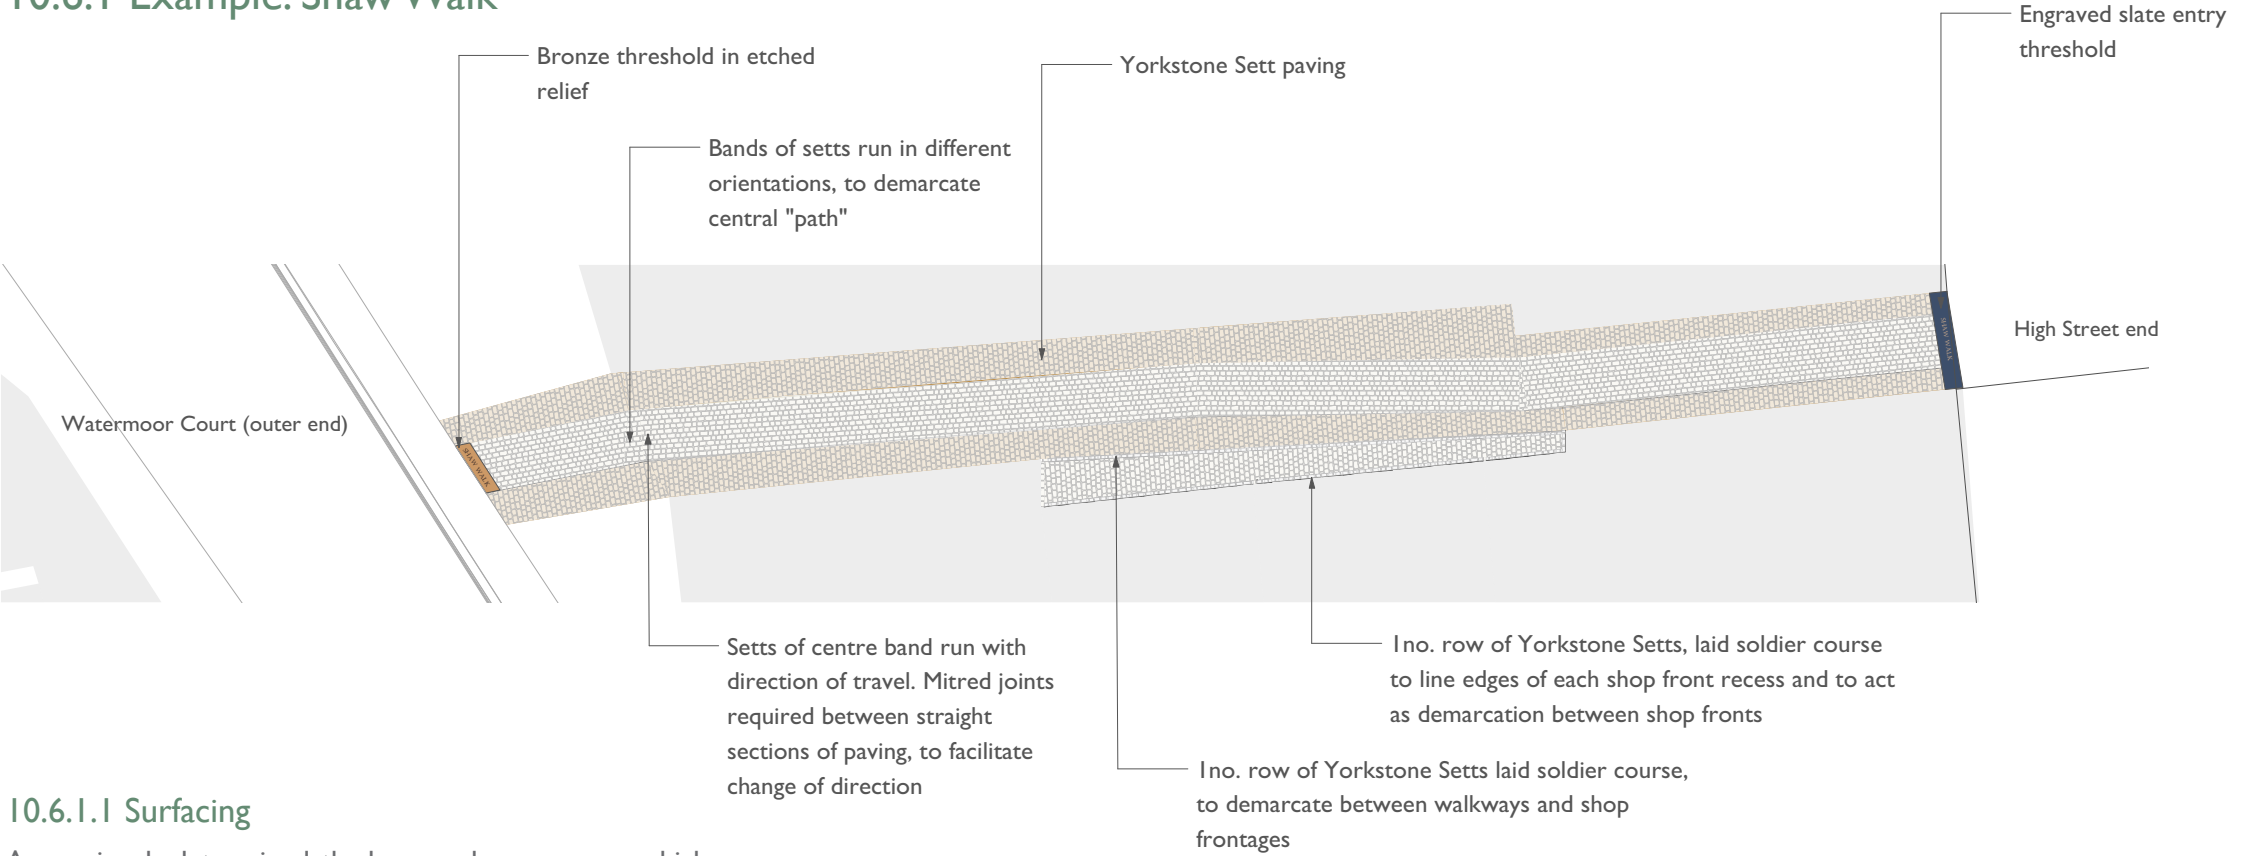 10.6.1 Example: Shaw Walk
Engraved slate entry
threshold
Bronze threshold in etched
relief
Yorkstone Sett paving
Bands of setts run in different
orientations, to demarcate
central "path"
SHAW WALK
High Street end
Watermoor Court (outer end)
SHAW WALK
Setts of centre band run with
direction of travel. Mitred joints
required between straight
sections of paving, to facilitate
change of direction
1no. row of Yorkstone Setts, laid soldier course
to line edges of each shop front recess and to act
as demarcation between shop fronts
1no. row of Yorkstone Setts laid soldier course,
to demarcate between walkways and shop
frontages
10.6.1.1 Surfacing